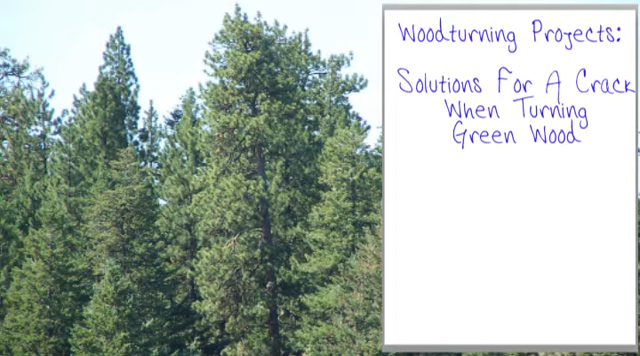 Woodturning Projects:
Solutions For A Crack
When Turning
Green Wood